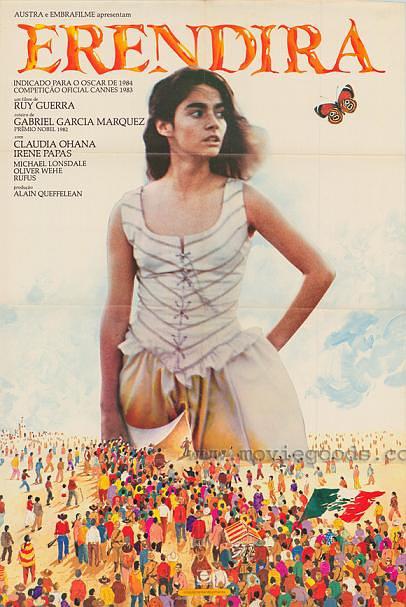 AUSTRA e EMBRAFILME apresentam
ERENDIRA
INDICADO PARA O OSCAR DE 1984
COMPETIÇÃO OFICIAL CANNES 1983
um filme de
RUY GUERRA
roteiro de
GABRIEL GARCIA MARQUEZ
PRÊMIO NOBEL 1982
com
CLAUDIA OHANA
IRENE PAPAS
MICHAEL LONSDALE
OLIVER WEHE
RUFUS
produção
ALAIN QUEFFELEAN
www.moviegoods.co